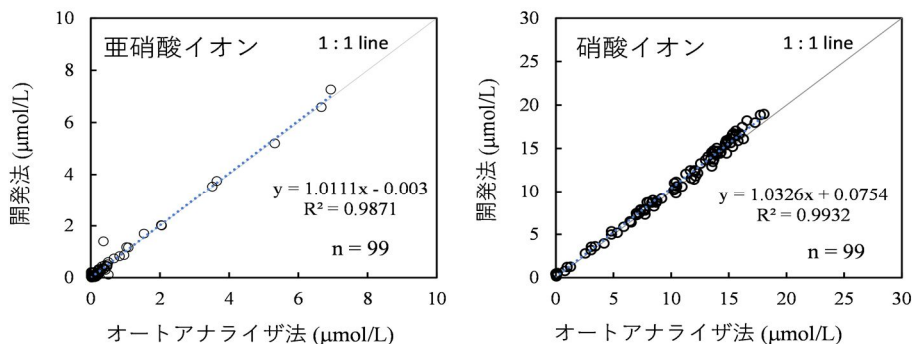 亜硝酸イオン
1 : 1 line
10
8
6
4
2
0
開発法 (μmol/L)
y = 1.0111x - 0.003
R² = 0.9871
n = 99
0 2 4 6 8 10
オートアナライザ法 (μmol/L)
硝酸イオン
1 : 1 line
30
25
20
15
10
5
0
開発法 (μmol/L)
y = 1.0326x + 0.0754
R² = 0.9932
n = 99
0 5 10 15 20 25 30
オートアナライザ法 (μmol/L)